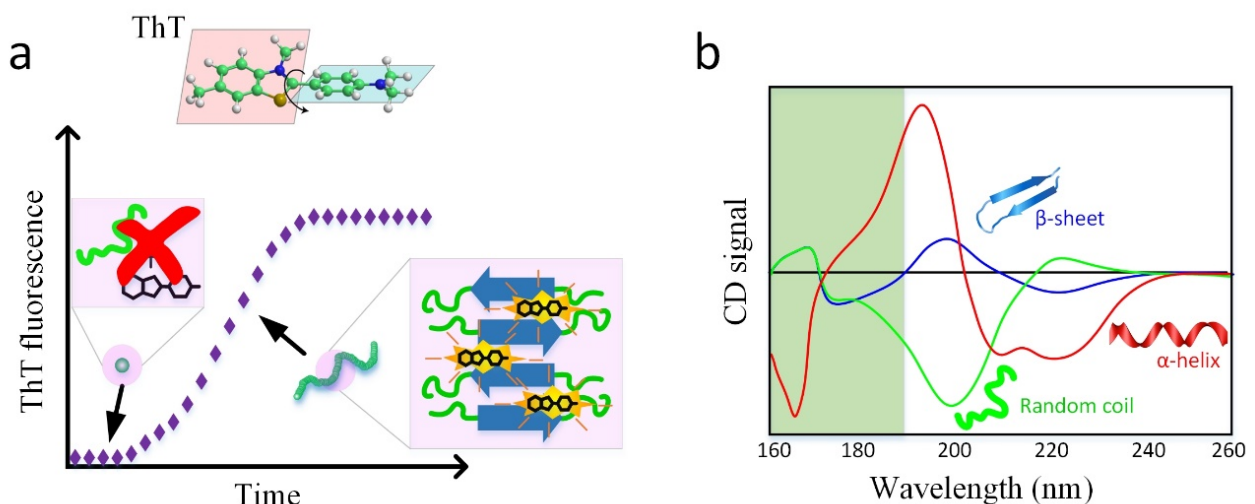 a
ThT
ThT fluorescence
Time
b
CD signal
β-sheet
α-helix
Random coil
160 180 200 220 240 260
Wavelength (nm)